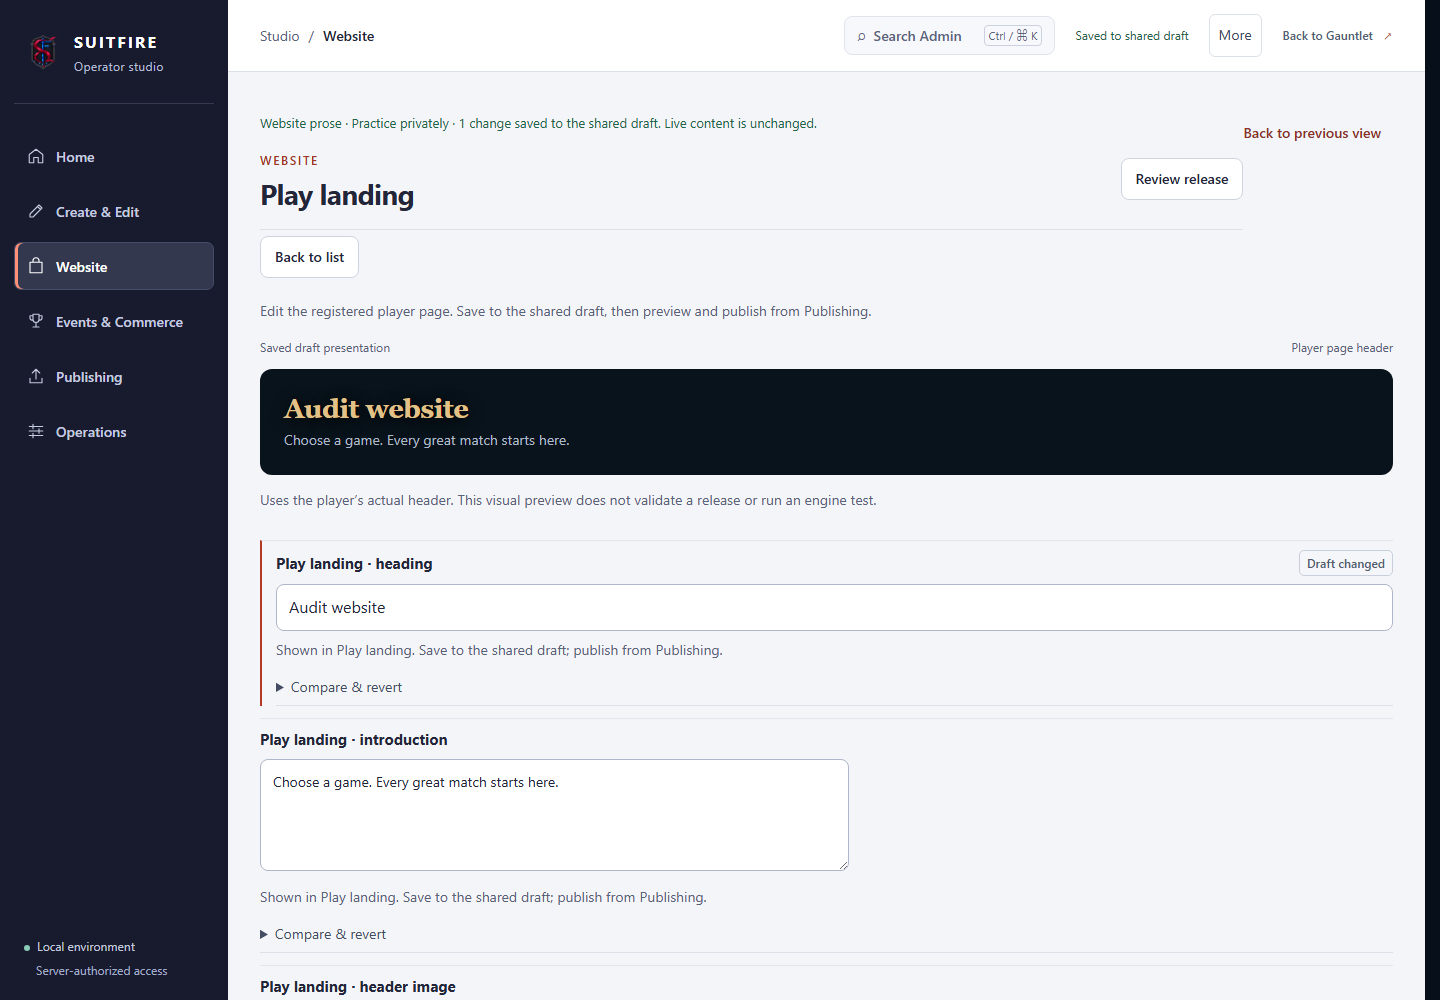 SUITFIRE
Operator studio
Home
Create & Edit
Website
Events & Commerce
Publishing
Operations
Local environment
Server-authorized access
Studio / Website
Search Admin Ctrl / ⌘ K
Saved to shared draft
More
Back to Gauntlet ↗
Website prose · Practice privately · 1 change saved to the shared draft. Live content is unchanged.
Back to previous view
WEBSITE
Play landing
Review release
Back to list
Edit the registered player page. Save to the shared draft, then preview and publish from Publishing.
Saved draft presentation
Player page header
Audit website
Choose a game. Every great match starts here.
Uses the player’s actual header. This visual preview does not validate a release or run an engine test.
Play landing · heading
Draft changed
Audit website
Shown in Play landing. Save to the shared draft; publish from Publishing.
Compare & revert
Play landing · introduction
Choose a game. Every great match starts here.
Shown in Play landing. Save to the shared draft; publish from Publishing.
Compare & revert
Play landing · header image